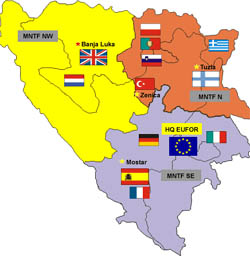 MNTF NW
Banja Luka
Tuzla
MNTF N
Zenica
HQ EUFOR
Mostar
MNTF SE